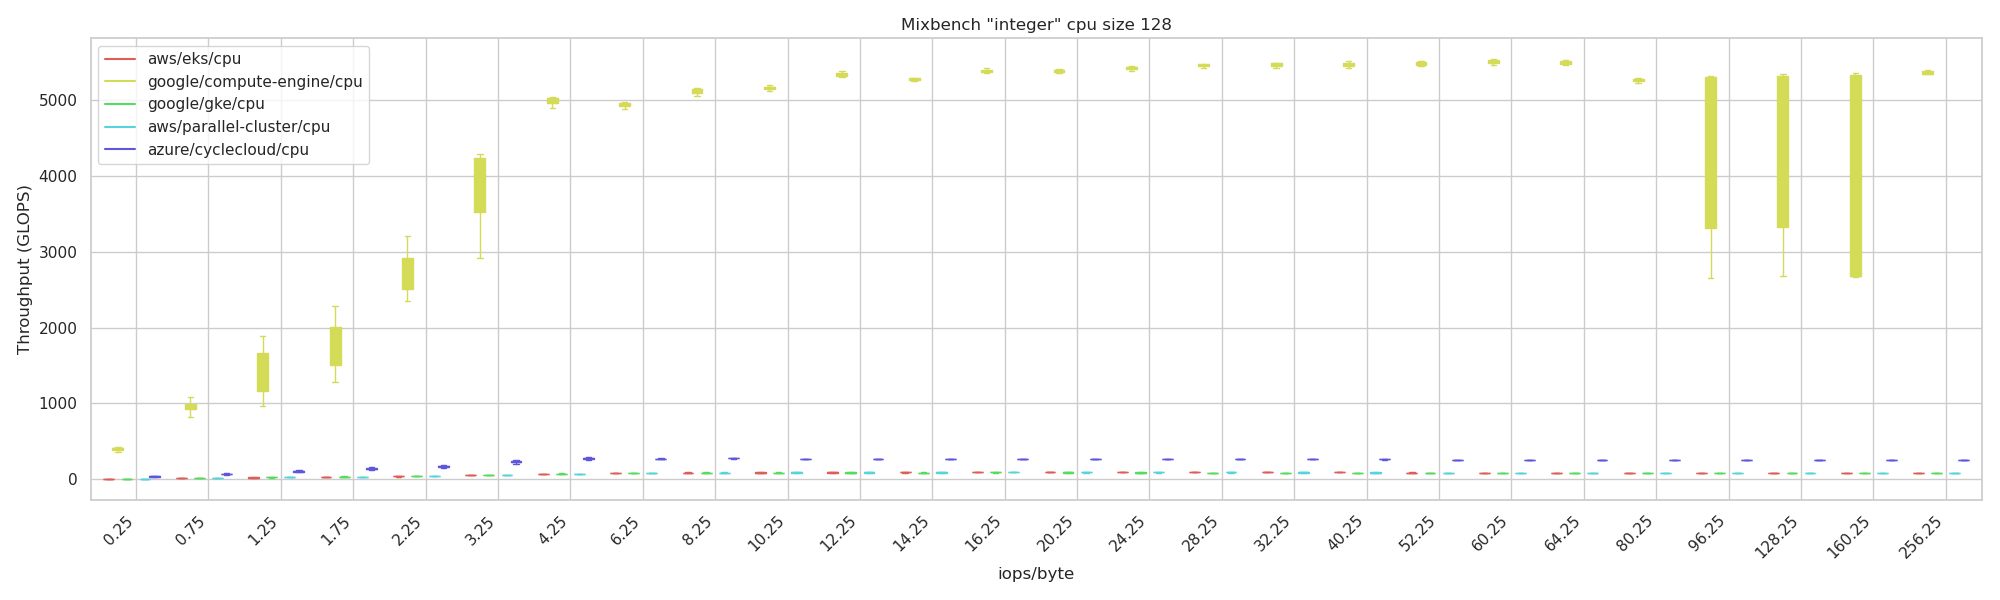 Mixbench "integer" cpu size 128
aws/eks/cpu
google/compute-engine/cpu
google/gke/cpu
aws/parallel-cluster/cpu
azure/cyclecloud/cpu
Throughput (GLOPS)
5000
4000
3000
2000
1000
0
0.25 0.75 1.25 1.75 2.25 3.25 4.25 6.25 8.25 10.25 12.25 14.25 16.25 20.25 24.25 28.25 32.25 40.25 52.25 60.25 64.25 80.25 96.25 128.25 160.25 256.25
iops/byte